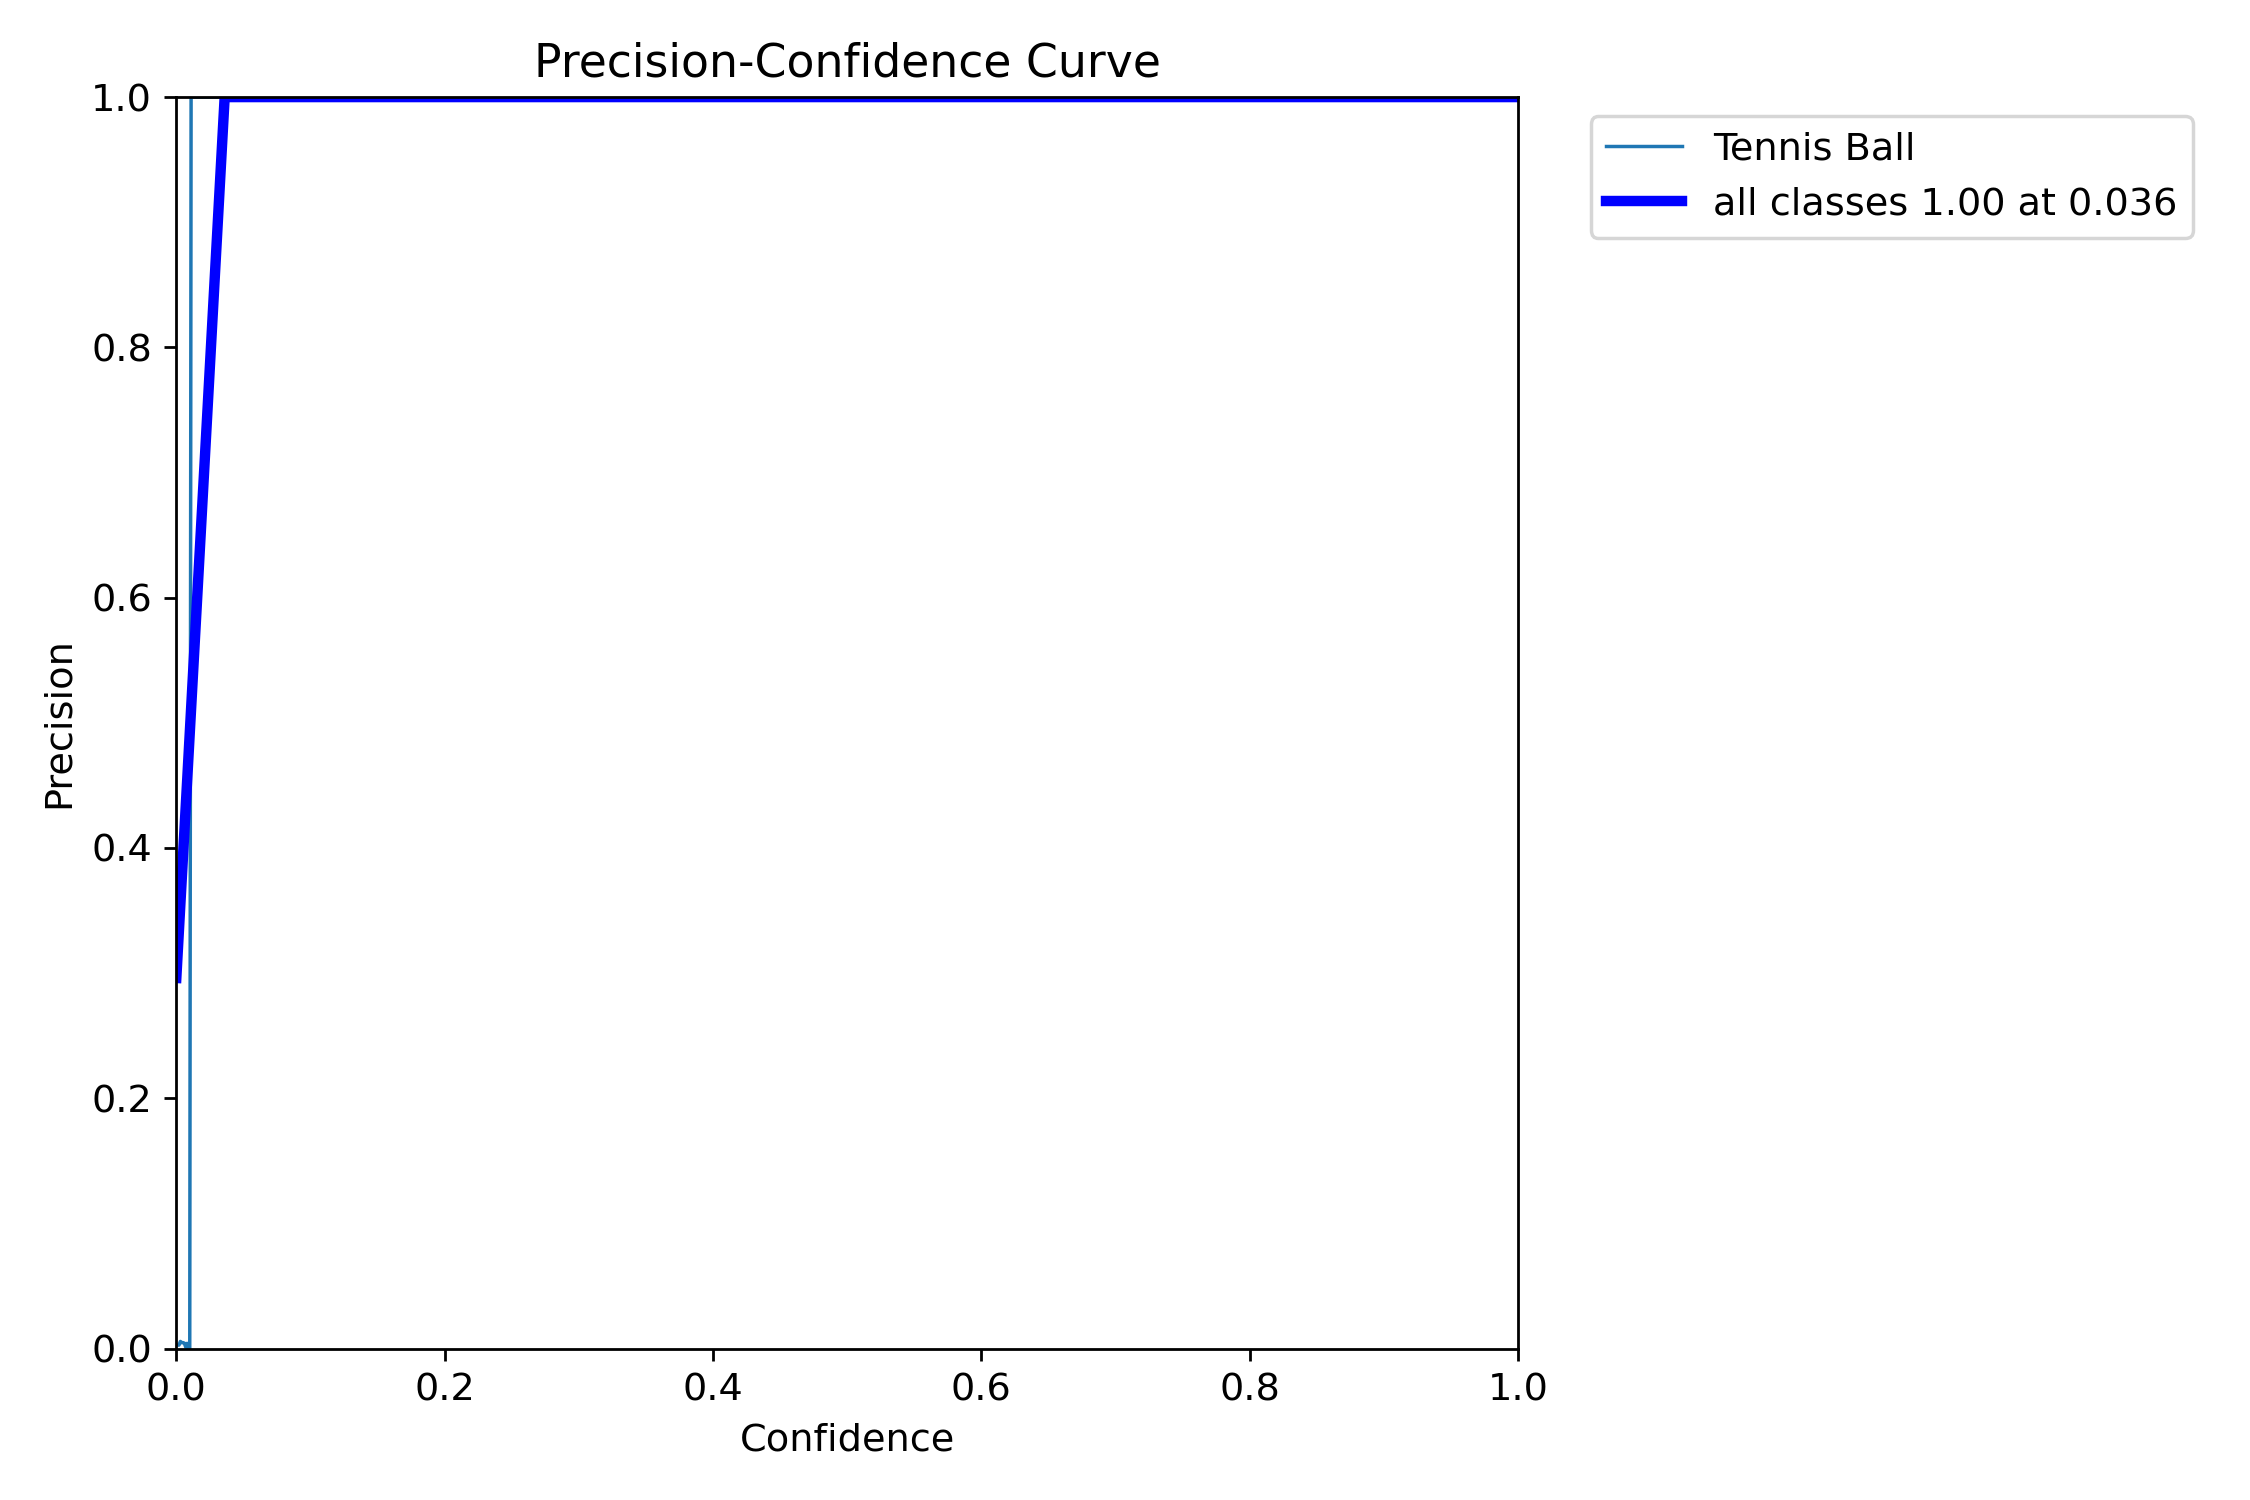 Precision-Confidence Curve
1.0
0.8
0.6
0.4
0.2
0.0
Precision
0.0 0.2 0.4 0.6 0.8 1.0
Confidence
Tennis Ball
all classes 1.00 at 0.036